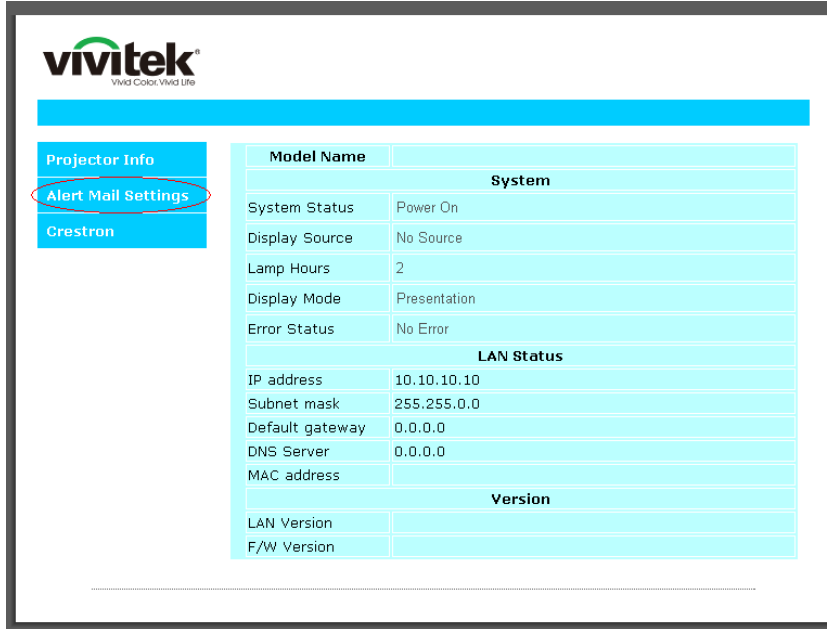 vivitek®
Vivid Color. Vivid Life
Projector Info
Alert Mail Settings
Crestron
Model Name
System
System Status Power On
Display Source No Source
Lamp Hours 2
Display Mode Presentation
Error Status No Error
LAN Status
IP address 10.10.10.10
Subnet mask 255.255.0.0
Default gateway 0.0.0.0
DNS Server 0.0.0.0
MAC address
Version
LAN Version
F/W Version